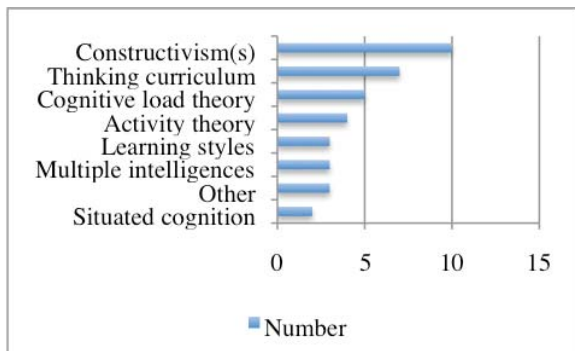 Constructivism(s)
Thinking curriculum
Cognitive load theory
Activity theory
Learning styles
Multiple intelligences
Other
Situated cognition
0 5 10 15
Number